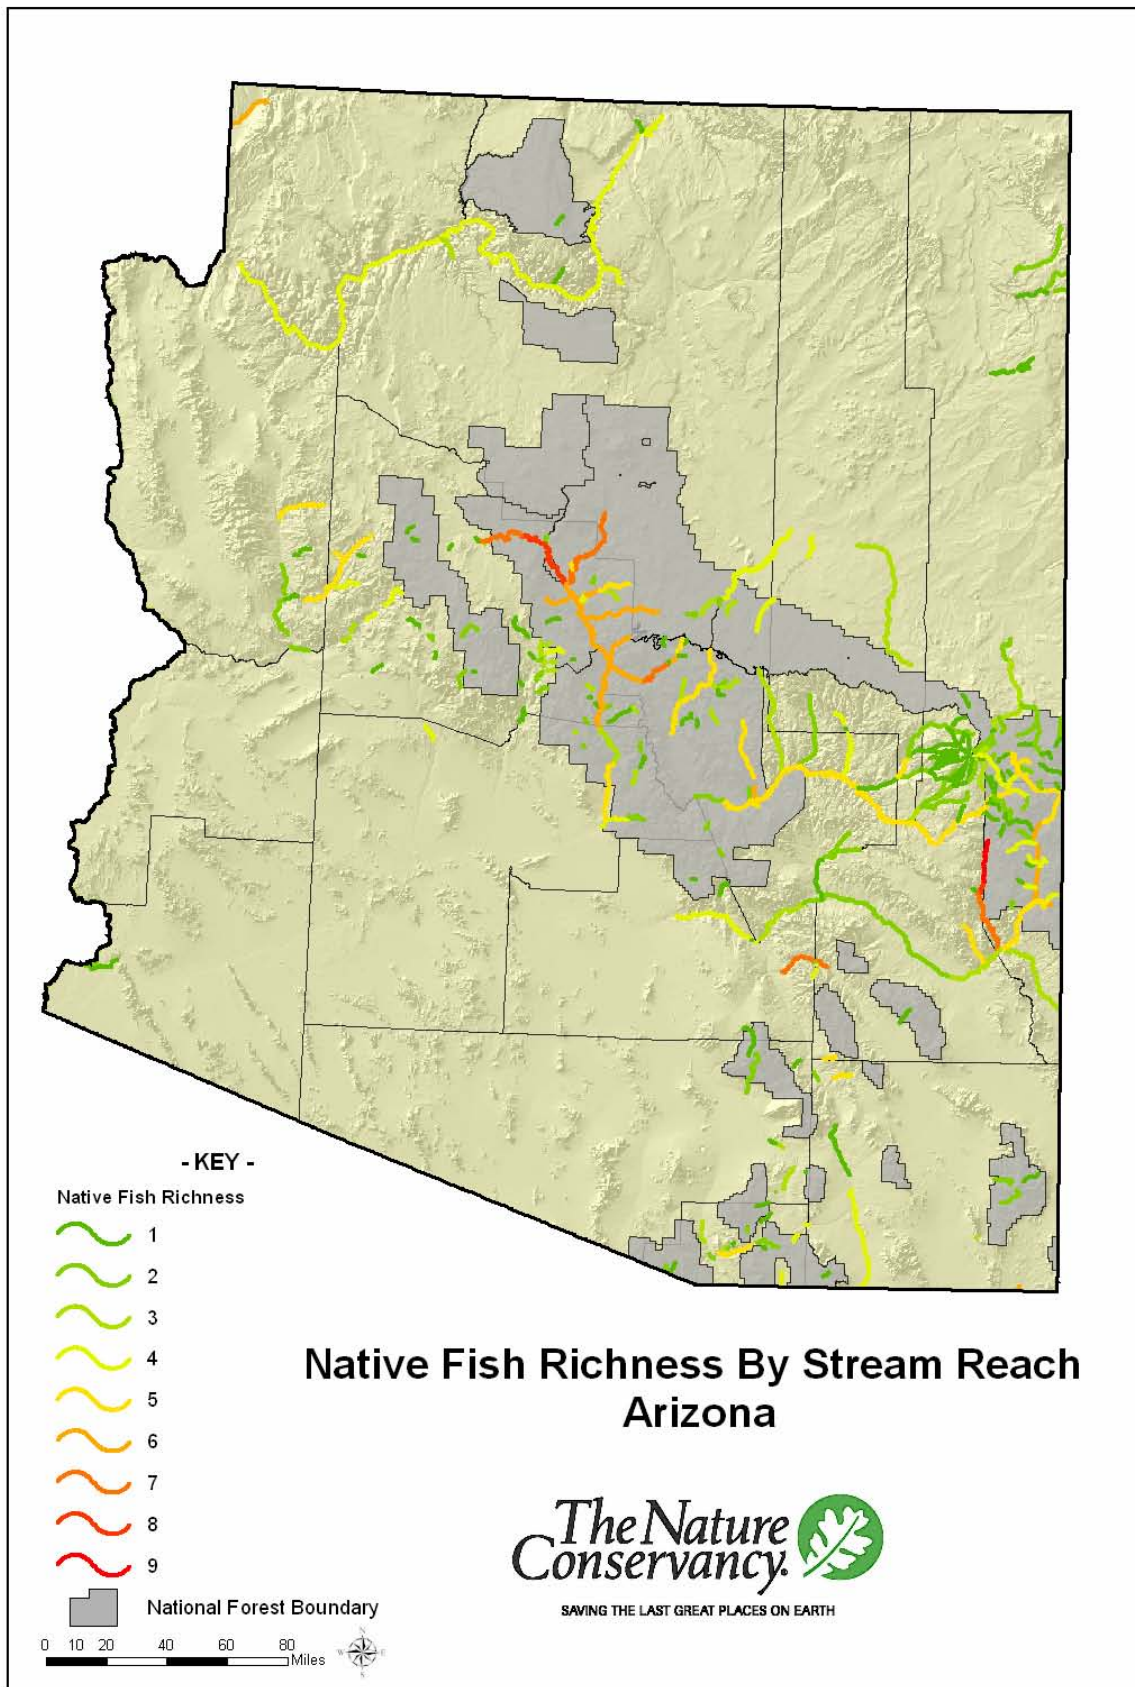 - KEY -
Native Fish Richness
1
2
3
4
5
6
7
8
9
National Forest Boundary
0 10 20 40 60 80
Miles
N
W E
S
Native Fish Richness By Stream Reach
Arizona
The Nature
Conservancy.
SAVING THE LAST GREAT PLACES ON EARTH